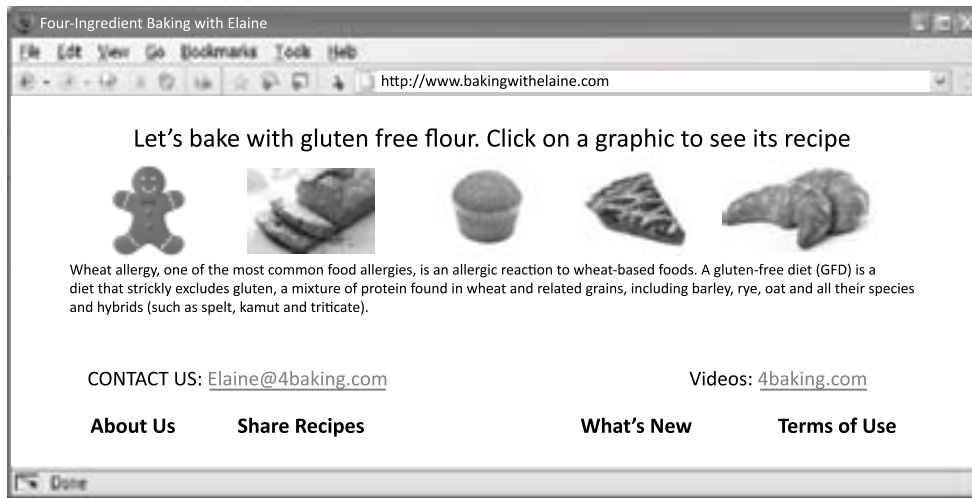 Four-Ingredient Baking with Elaine
File Edit View Go Bookmarks Tools Help
http://www.bakingwithelaine.com
Let's bake with gluten free flour. Click on a graphic to see its recipe
Wheat allergy, one of the most common food allergies, is an allergic reaction to wheat-based foods. A gluten-free diet (GFD) is a
diet that strickly excludes gluten, a mixture of protein found in wheat and related grains, including barley, rye, oat and all their species
and hybrids (such as spelt, kamut and triticate).
CONTACT US: Elaine@4baking.com Videos: 4baking.com
About Us Share Recipes What's New Terms of Use
Done